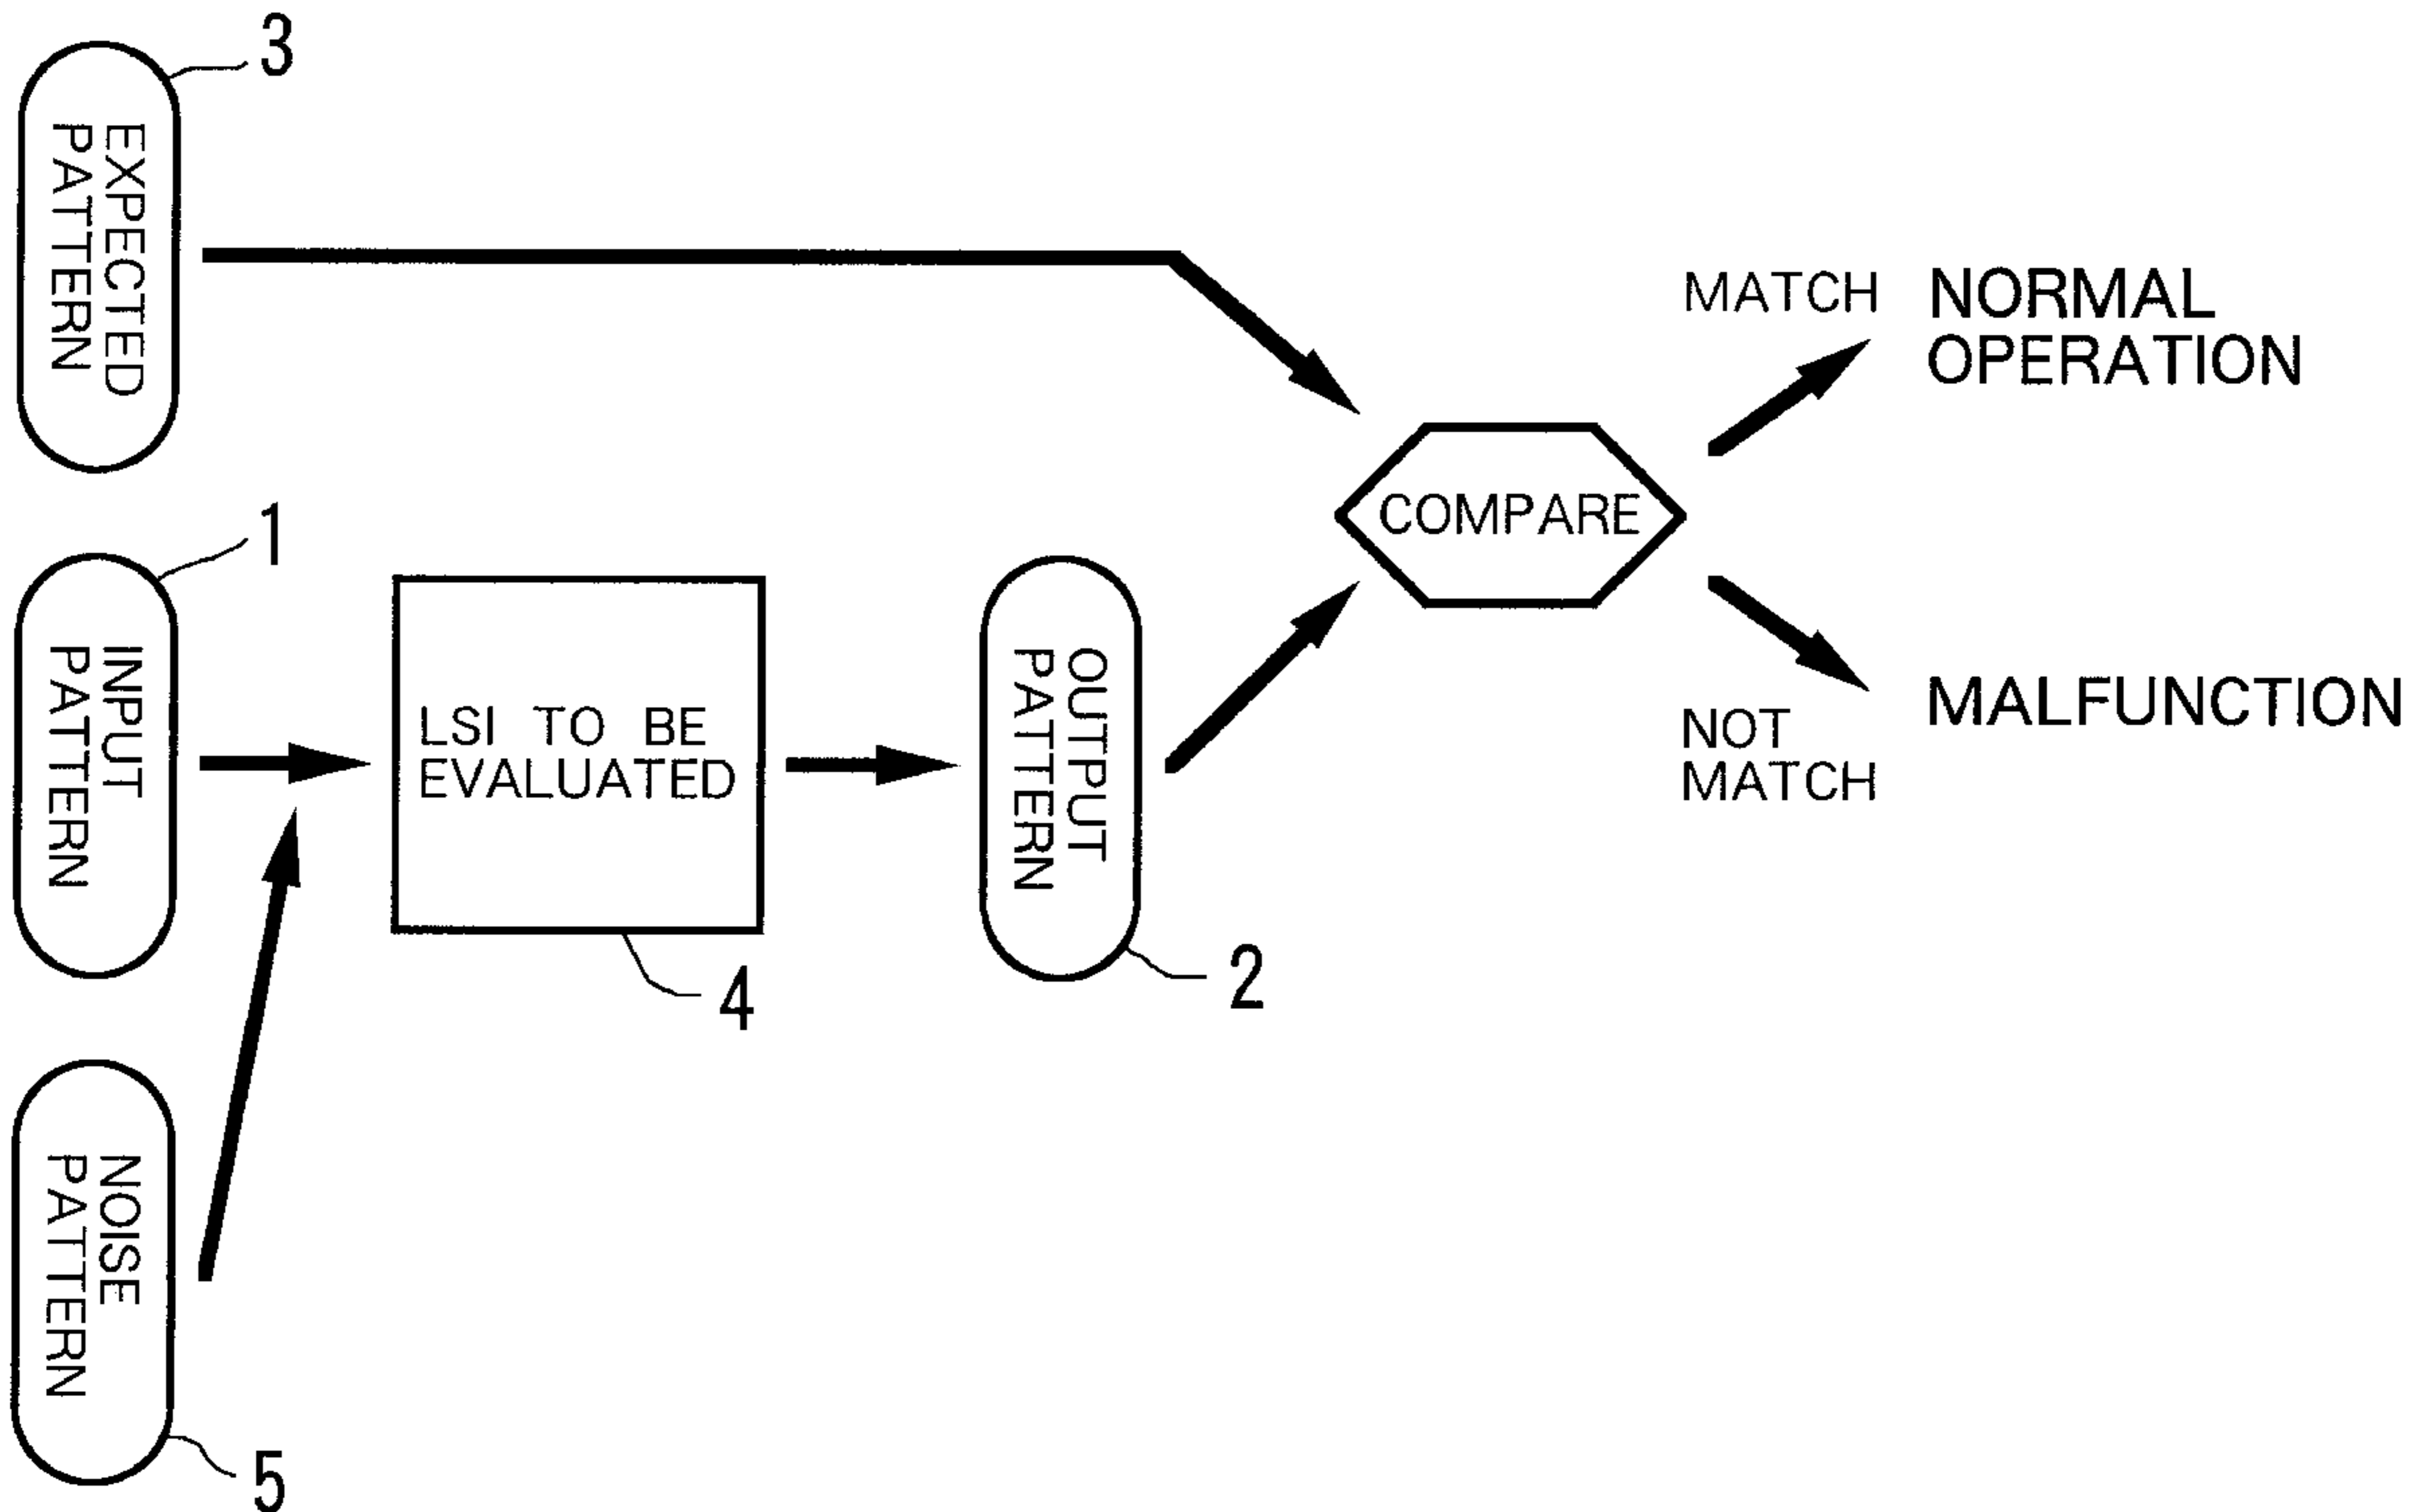 3
EXPECTED
PATTERN
MATCH
NORMAL
OPERATION
COMPARE
1
INPUT
PATTERN
LSI TO BE
EVALUATED
4
OUTPUT
PATTERN
2
NOT
MATCH
MALFUNCTION
NOISE
PATTERN
5